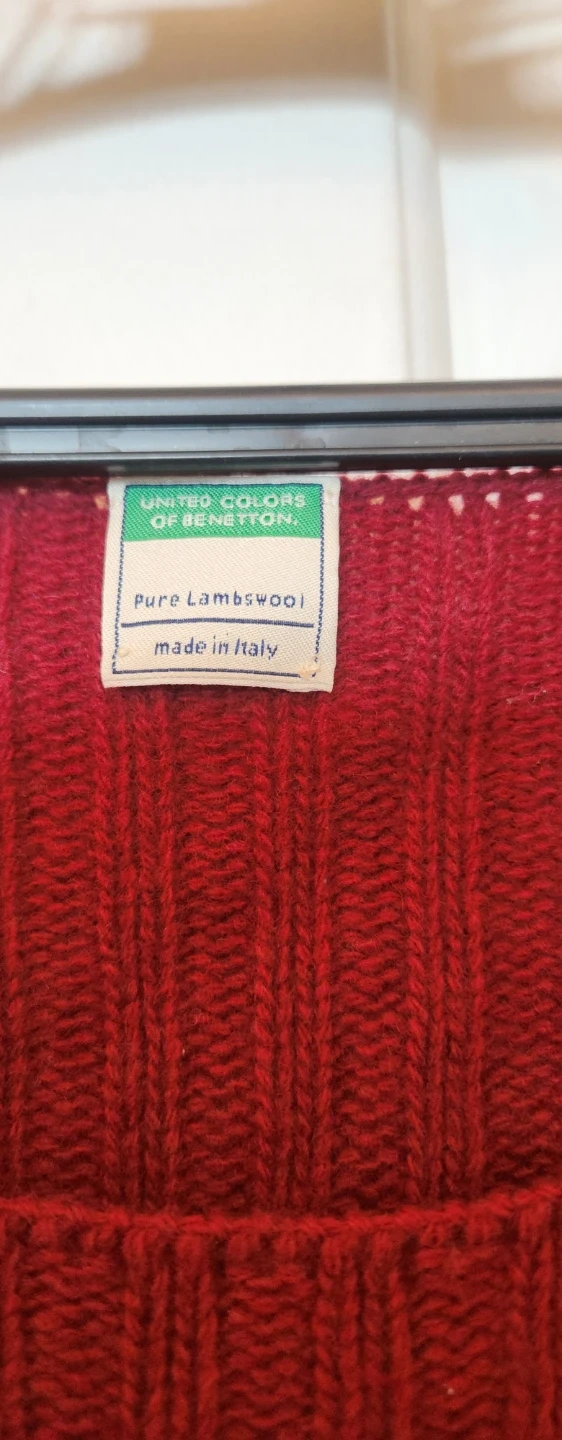 UNITED COLORS
OF BENETTON.
Pure Lambswool
made in Italy